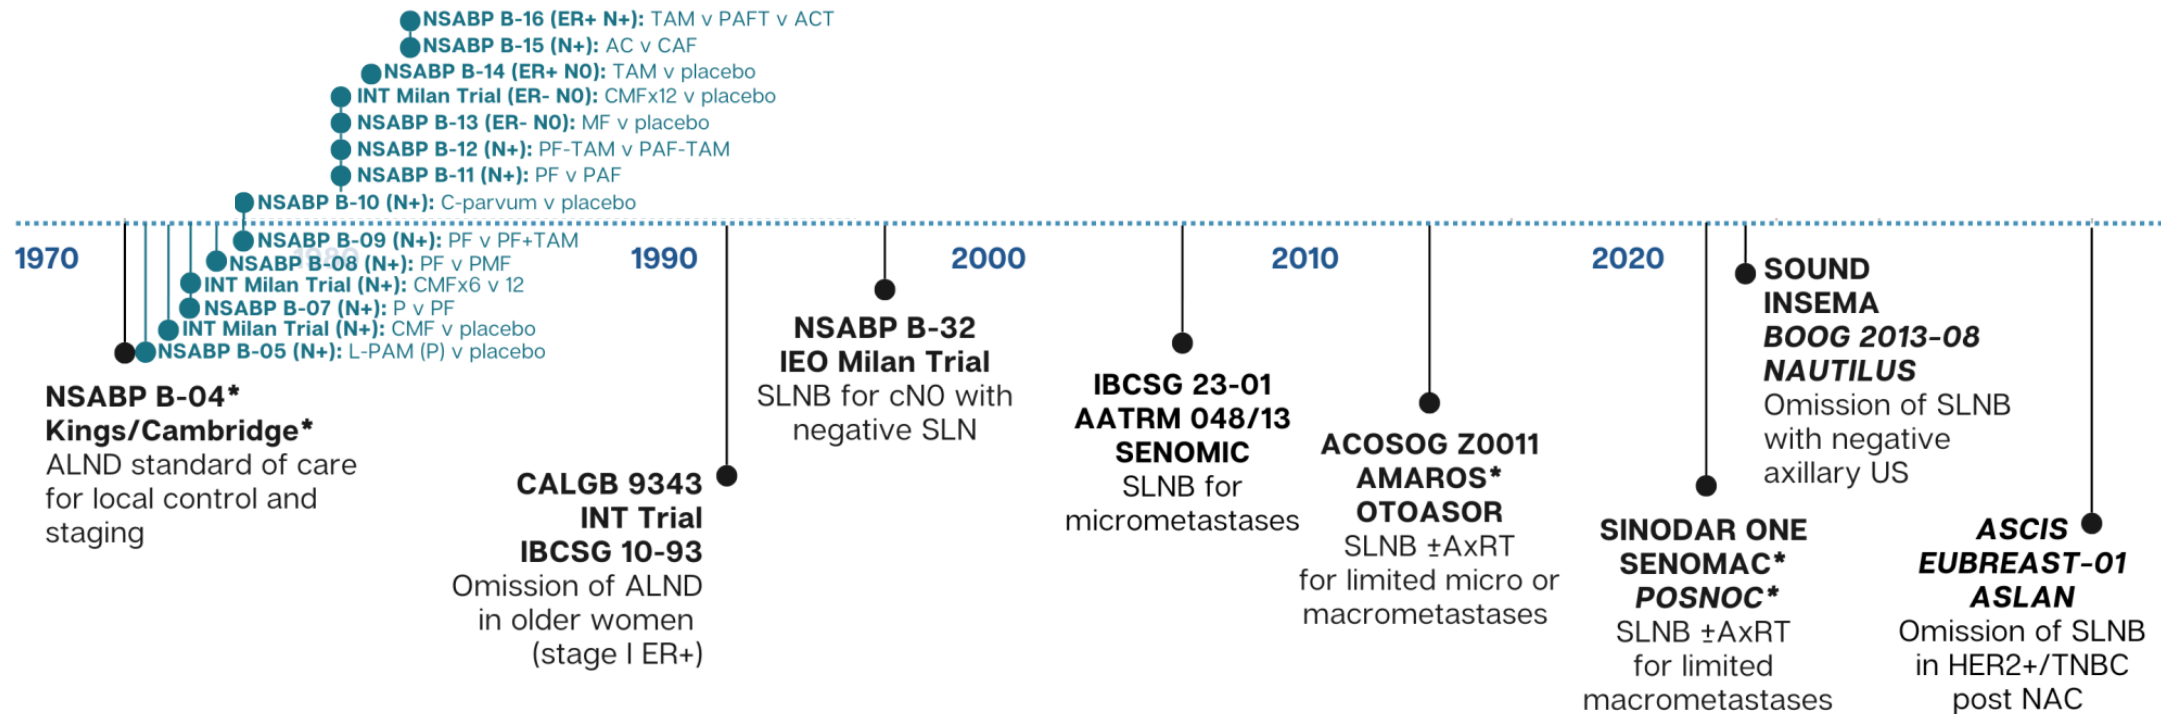 NSABP B-16 (ER+ N+): TAM v PAFT v ACT
NSABP B-15 (N+): AC v CAF
NSABP B-14 (ER+ N0): TAM v placebo
INT Milan Trial (ER- N0): CMFx12 v placebo
NSABP B-13 (ER- N0): MF v placebo
NSABP B-12 (N+): PF-TAM v PAF-TAM
NSABP B-11 (N+): PF v PAF
NSABP B-10 (N+): C-parvum v placebo
1970
1980
1990
2000
2010
2020
NSABP B-09 (N+): PF v PF+TAM
NSABP B-08 (N+): PF v PMF
INT Milan Trial (N+): CMFx6 v 12
NSABP B-07 (N+): P v PF
INT Milan Trial (N+): CMF v placebo
NSABP B-05 (N+): L-PAM (P) v placebo
NSABP B-04*
Kings/Cambridge*
ALND standard of care
for local control and
staging
CALGB 9343
INT Trial
IBCSG 10-93
Omission of ALND
in older women
(stage I ER+)
NSABP B-32
IEO Milan Trial
SLNB for cN0 with
negative SLN
IBCSG 23-01
AATRM 048/13
SENOMIC
SLNB for
micrometastases
ACOSOG Z0011
AMAROS*
OTOASOR
SLNB ±AxRT
for limited micro or
macrometastases
SINODAR ONE
SENOMAC*
POSNOC*
SLNB ±AxRT
for limited
macrometastases
SOUND
INSEMA
BOOG 2013-08
NAUTILUS
Omission of SLNB
with negative
axillary US
ASCIS
EUBREAST-01
ASLAN
Omission of SLNB
in HER2+/TNBC
post NAC